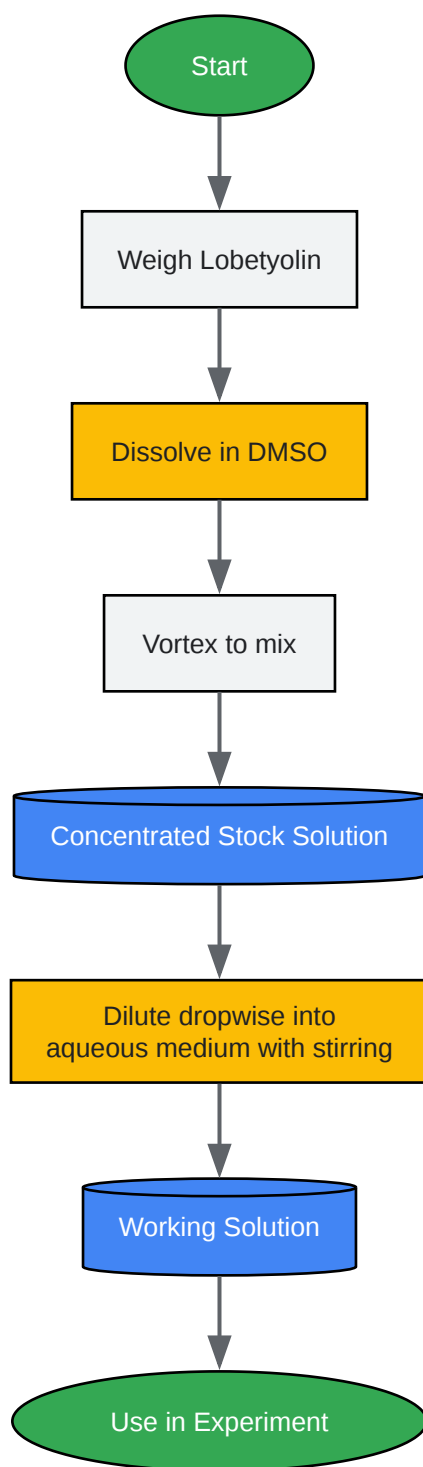 Start
Weigh Lobetyolin
Dissolve in DMSO
Vortex to mix
Concentrated Stock Solution
Dilute dropwise into
aqueous medium with stirring
Working Solution
Use in Experiment